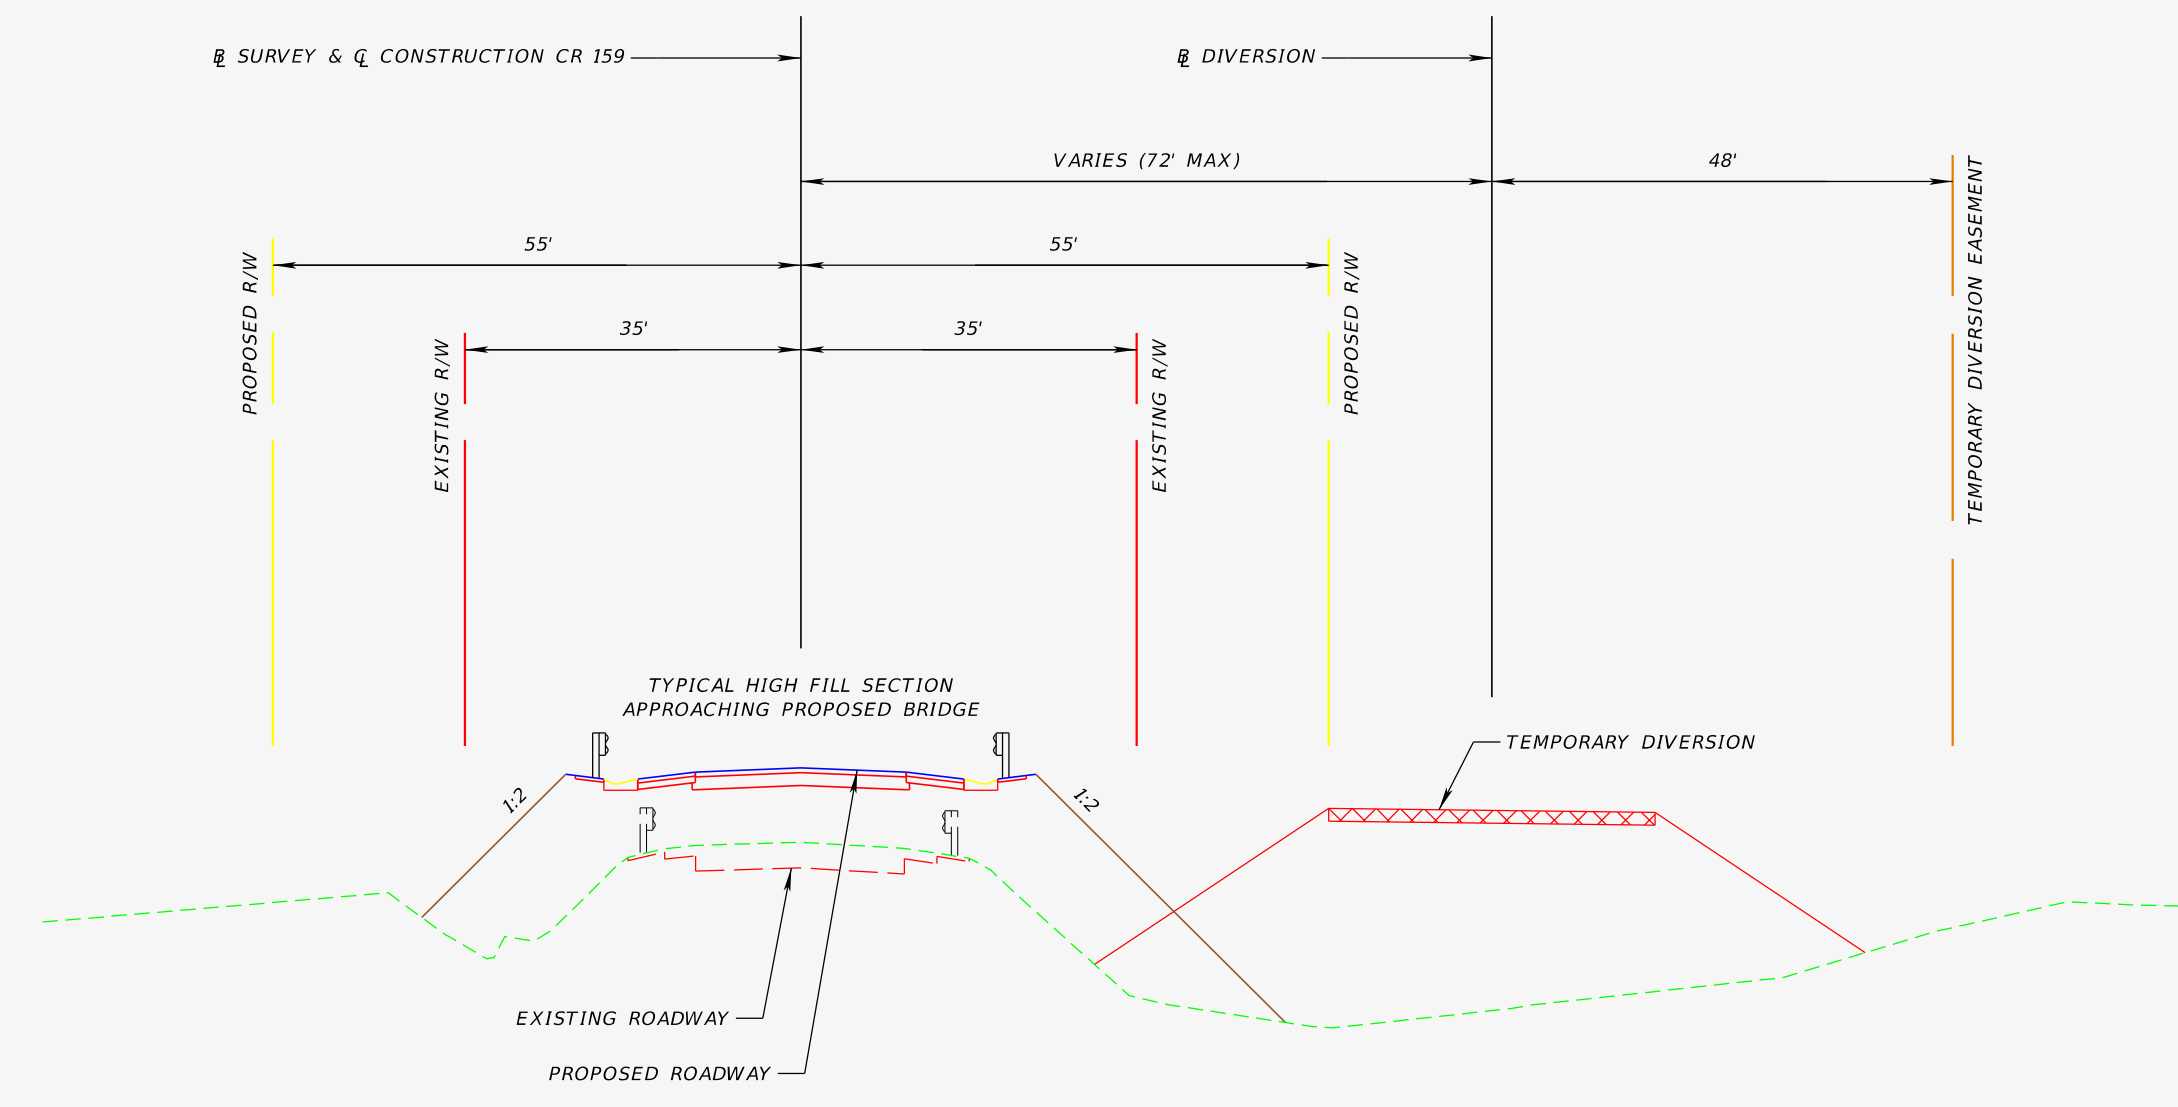 ℄ SURVEY & ℄ CONSTRUCTION CR 159
℄ DIVERSION
VARIES (72' MAX)
48'
55'
55'
35'
35'
PROPOSED R/W
EXISTING R/W
EXISTING R/W
PROPOSED R/W
TEMPORARY DIVERSION EASEMENT
TYPICAL HIGH FILL SECTION
APPROACHING PROPOSED BRIDGE
TEMPORARY DIVERSION
1:2
1:2
EXISTING ROADWAY
PROPOSED ROADWAY